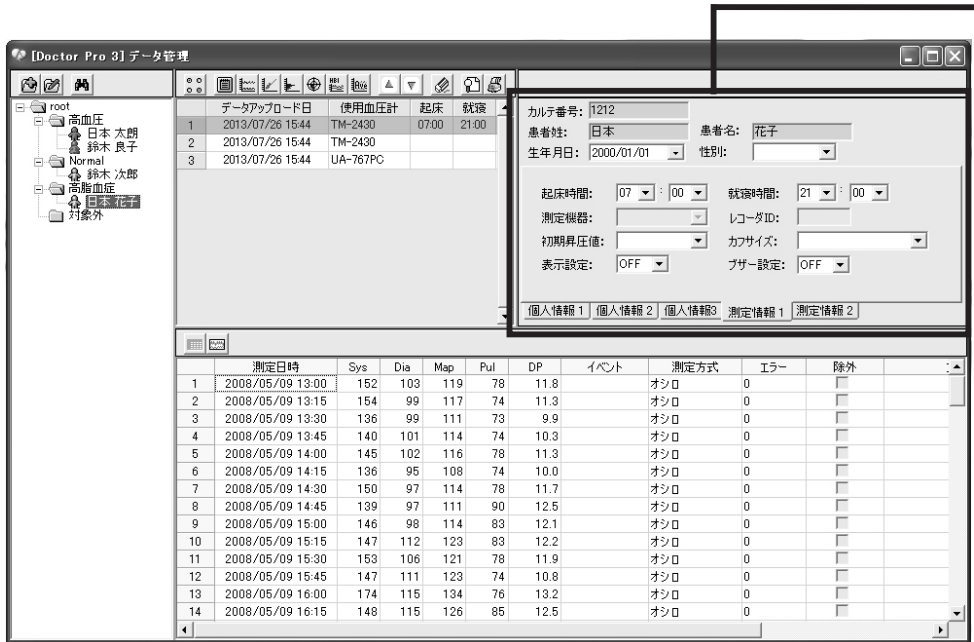 [Doctor Pro 3] データ管理
root
高血圧
日本 太朗
鈴木 良子
Normal
鈴木 次郎
高脂血症
日本 花子
対象外
データアップロード日 使用血圧計 起床 就寝
1 2013/07/26 15:44 TM-2430 07:00 21:00
2 2013/07/26 15:44 TM-2430
3 2013/07/26 15:44 UA-767PC
カルテ番号: 1212
患者姓: 日本 患者名: 花子
生年月日: 2000/01/01 性別:
起床時間: 07 : 00 就寝時間: 21 : 00
測定機器: レコーダID:
初期昇圧値: カフサイズ:
表示設定: OFF ブザー設定: OFF
個人情報1 個人情報2 個人情報3 測定情報1 測定情報2
測定日時 Sys Dia Map Pul DP イベント 測定方式 エラー 除外
1 2008/05/09 13:00 152 103 119 78 11.8 オシロ 0
2 2008/05/09 13:15 154 99 117 74 11.3 オシロ 0
3 2008/05/09 13:30 136 99 111 73 9.9 オシロ 0
4 2008/05/09 13:45 140 101 114 74 10.3 オシロ 0
5 2008/05/09 14:00 145 102 116 78 11.3 オシロ 0
6 2008/05/09 14:15 136 95 108 74 10.0 オシロ 0
7 2008/05/09 14:30 150 97 114 78 11.7 オシロ 0
8 2008/05/09 14:45 139 97 111 90 12.5 オシロ 0
9 2008/05/09 15:00 146 98 114 83 12.1 オシロ 0
10 2008/05/09 15:15 147 112 123 83 12.2 オシロ 0
11 2008/05/09 15:30 153 106 121 78 11.9 オシロ 0
12 2008/05/09 15:45 147 111 123 74 10.8 オシロ 0
13 2008/05/09 16:00 174 115 134 76 13.2 オシロ 0
14 2008/05/09 16:15 148 115 126 85 12.5 オシロ 0